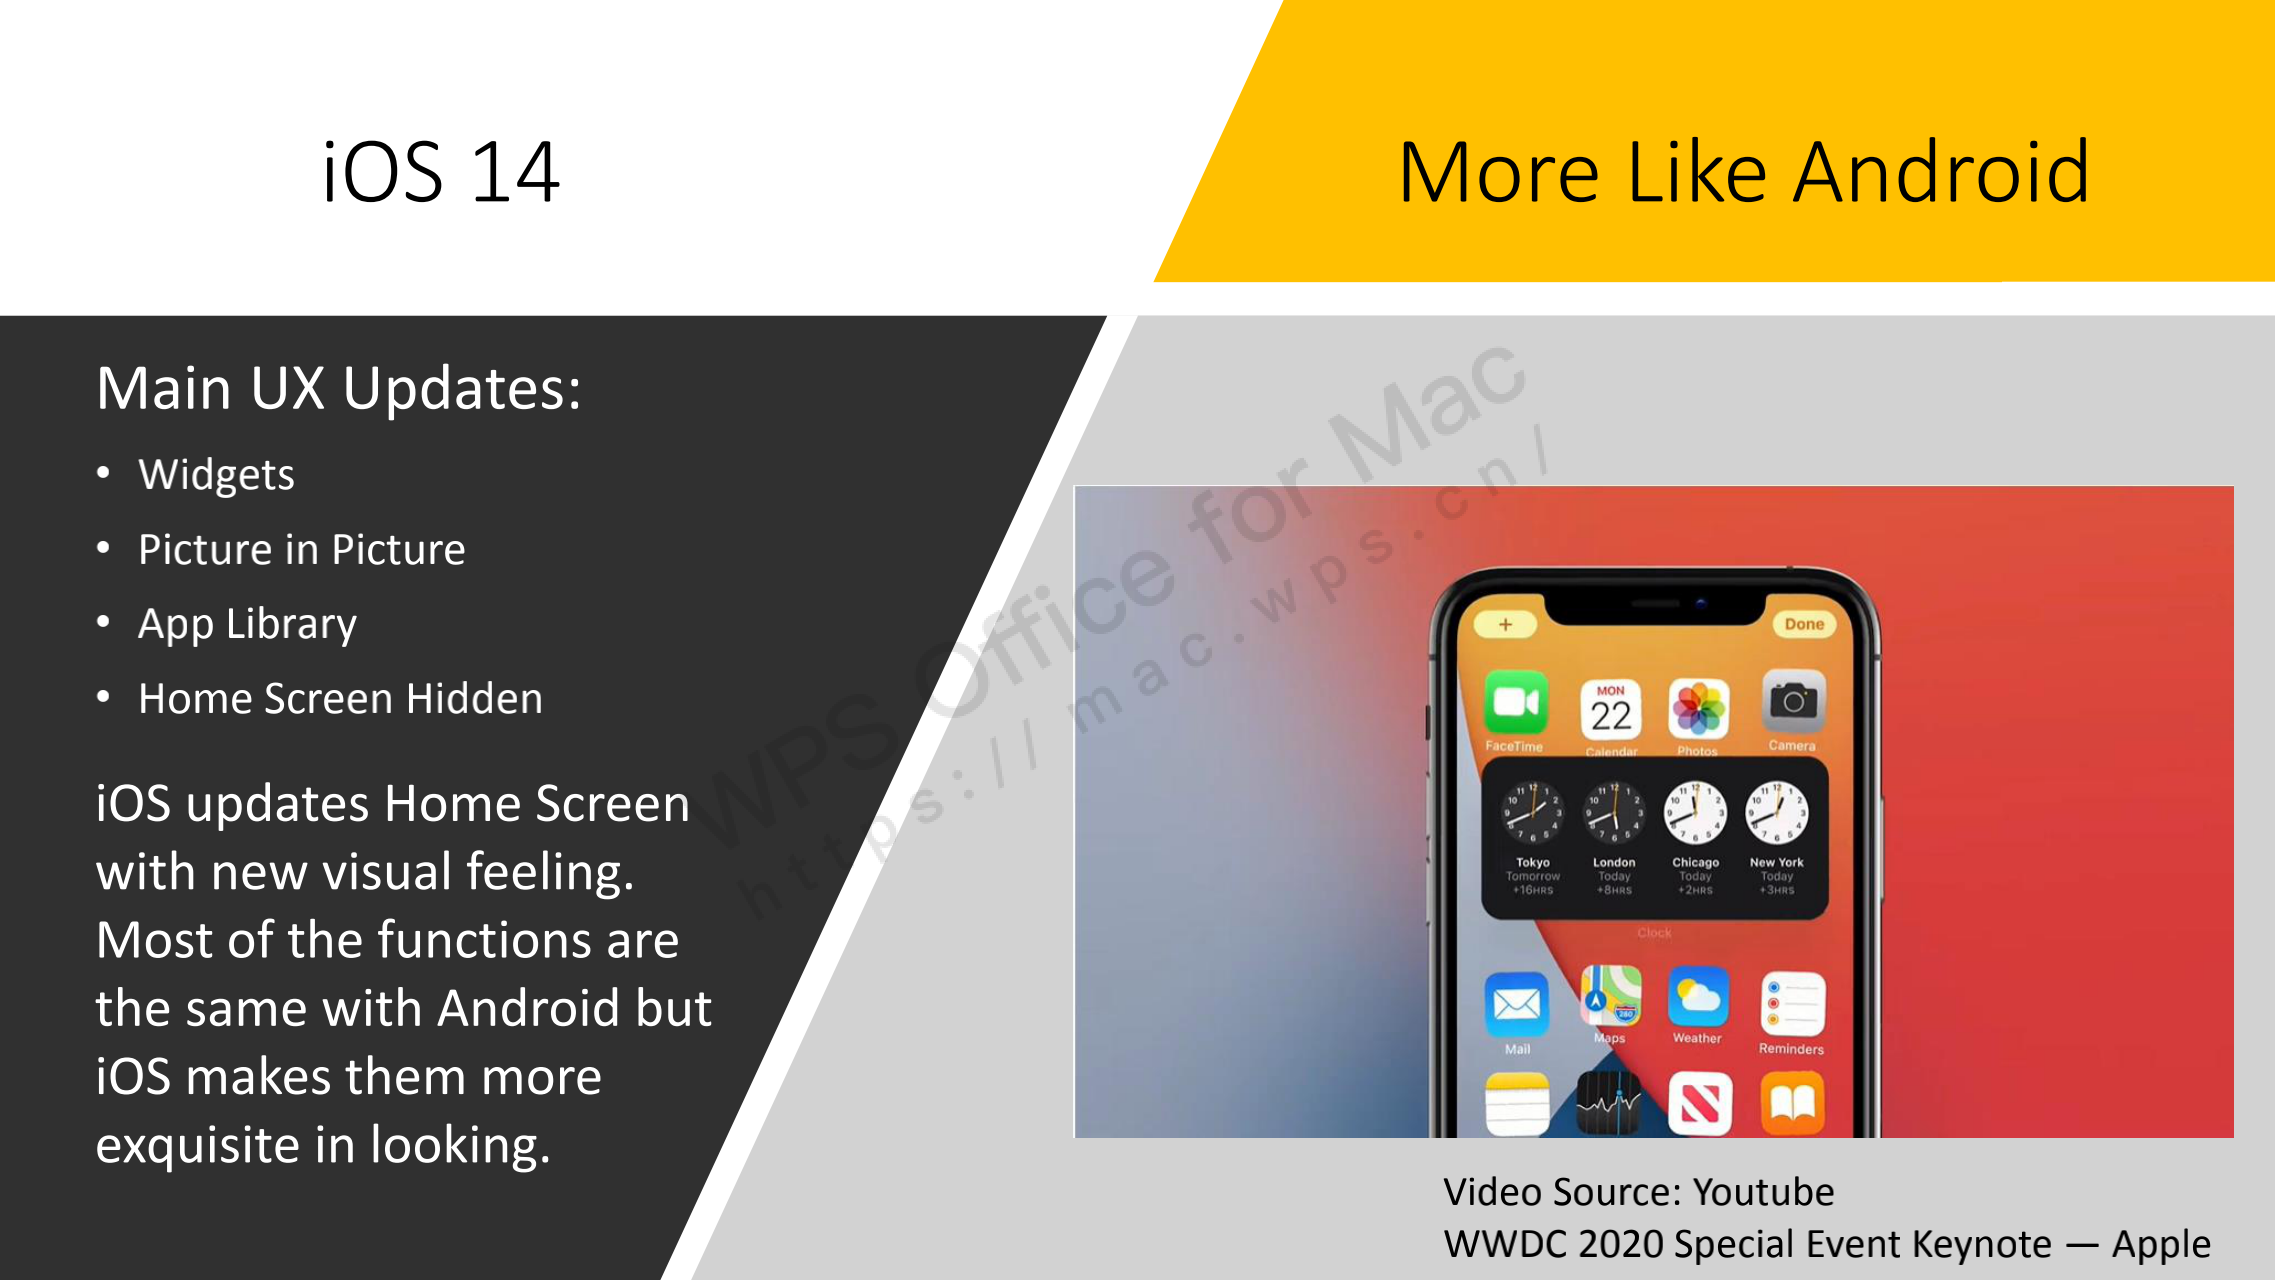 iOS 14
More Like Android
Main UX Updates:
• Widgets
• Picture in Picture
• App Library
• Home Screen Hidden
iOS updates Home Screen
with new visual feeling.
Most of the functions are
the same with Android but
iOS makes them more
exquisite in looking.
WPS Office for Mac
https://mac.wps.cn/
+
Done
MON
22
FaceTime
Calendar
Photos
Camera
Tokyo
Tomorrow
+16HRS
London
Today
+8HRS
Chicago
Today
+2HRS
New York
Today
+3HRS
Clock
Mail
Maps
280
Weather
Reminders
Video Source: Youtube
WWDC 2020 Special Event Keynote — Apple